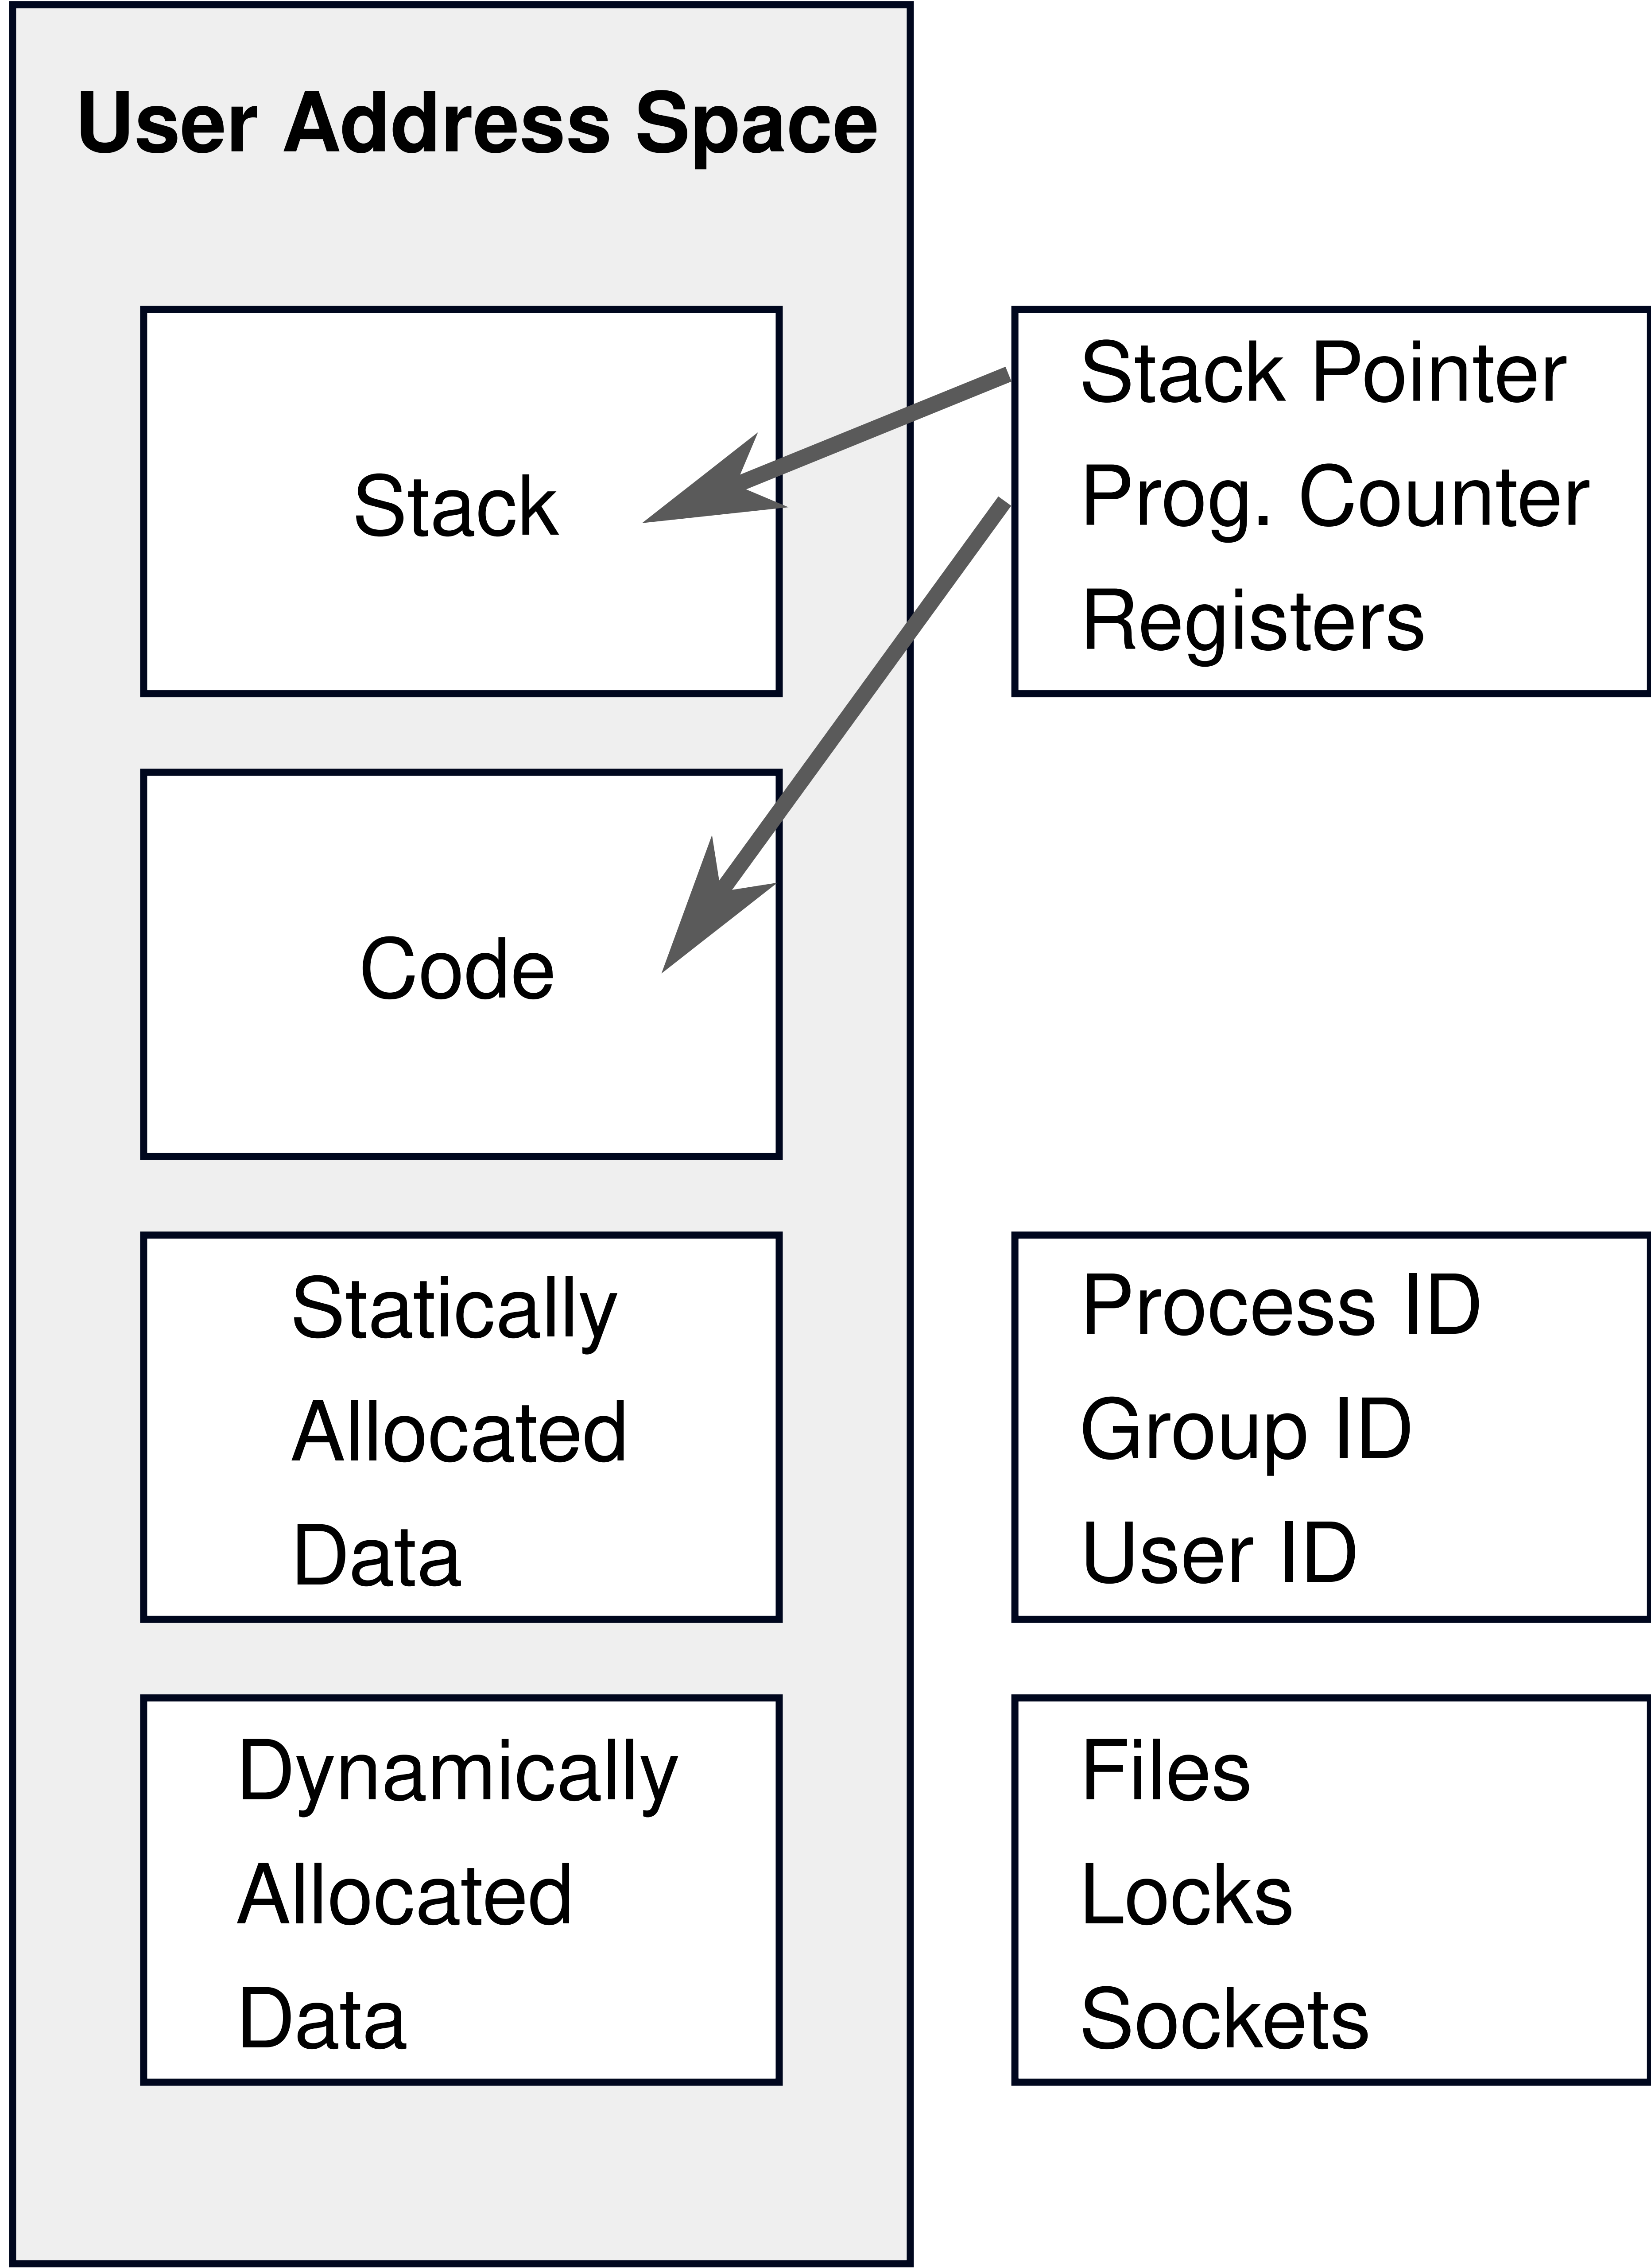 User Address Space
Stack
Stack Pointer
Prog. Counter
Registers
Code
Statically
Allocated
Data
Process ID
Group ID
User ID
Dynamically
Allocated
Data
Files
Locks
Sockets